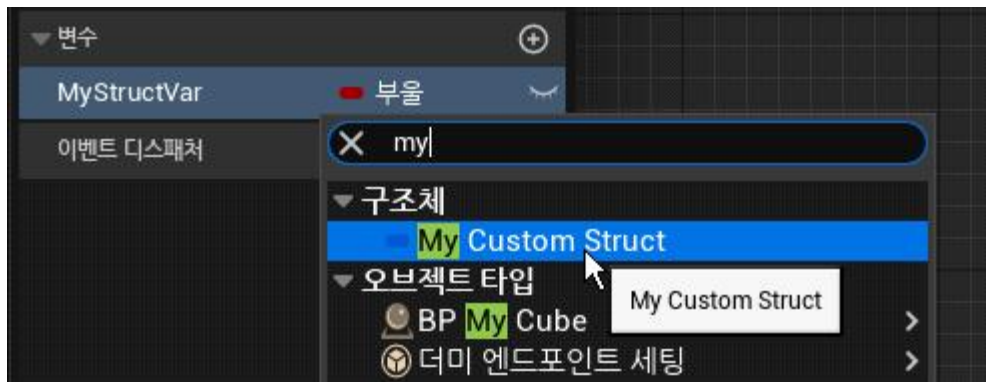 변수
MyStructVar 부울
이벤트 디스패처
my
구조체
My Custom Struct
오브젝트 타입
My Custom Struct
BP My Cube
더미 엔드포인트 세팅